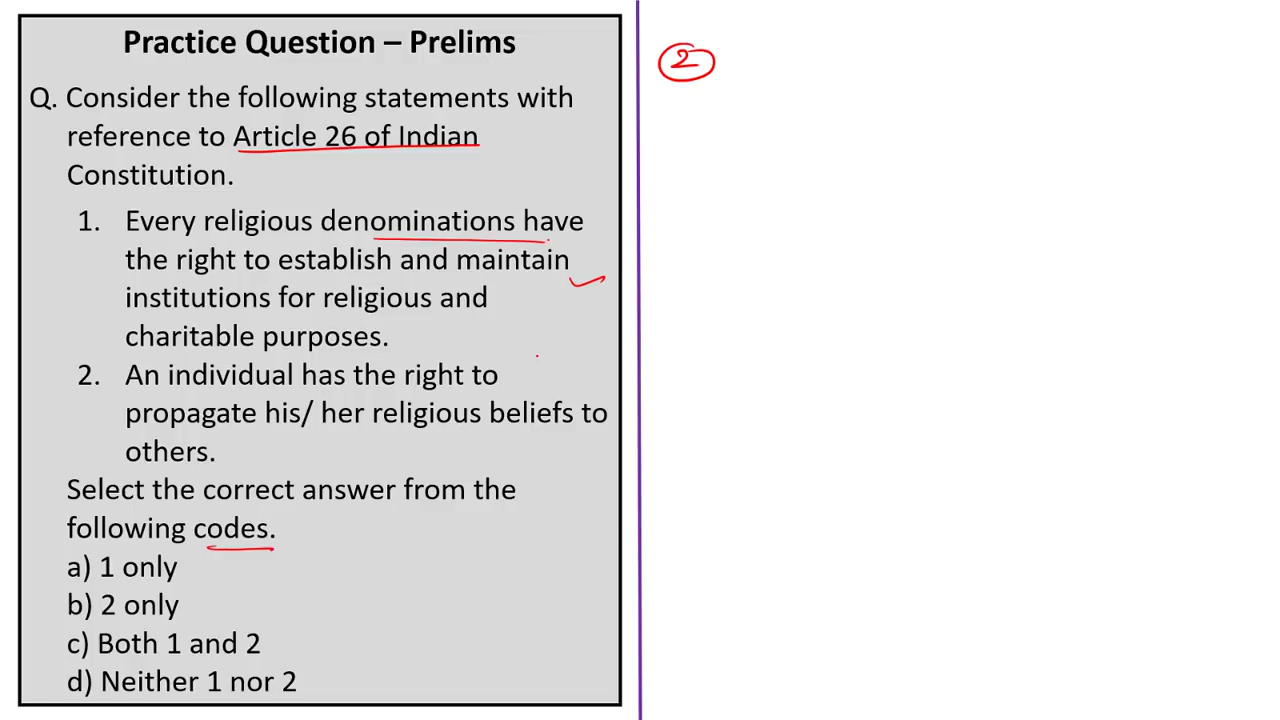 Practice Question – Prelims
Q. Consider the following statements with
reference to Article 26 of Indian
Constitution.
1. Every religious denominations have
the right to establish and maintain
institutions for religious and
charitable purposes.
2. An individual has the right to
propagate his/ her religious beliefs to
others.
Select the correct answer from the
following codes.
a) 1 only
b) 2 only
c) Both 1 and 2
d) Neither 1 nor 2
2